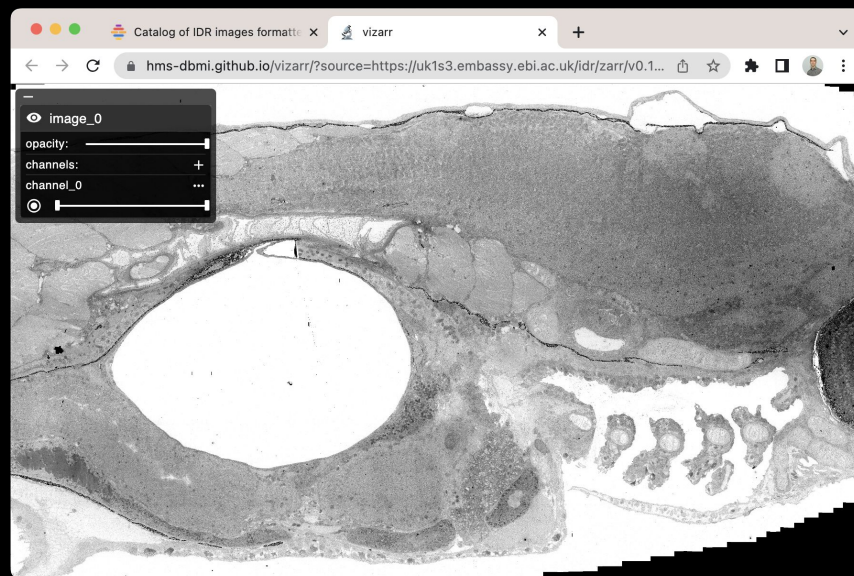 Catalog of IDR images formatte
vizarr
hms-dbmi.github.io/vizarr/?source=https://uk1s3.embassy.ebi.ac.uk/idr/zarr/v0.1...
image_0
opacity:
channels:
channel_0